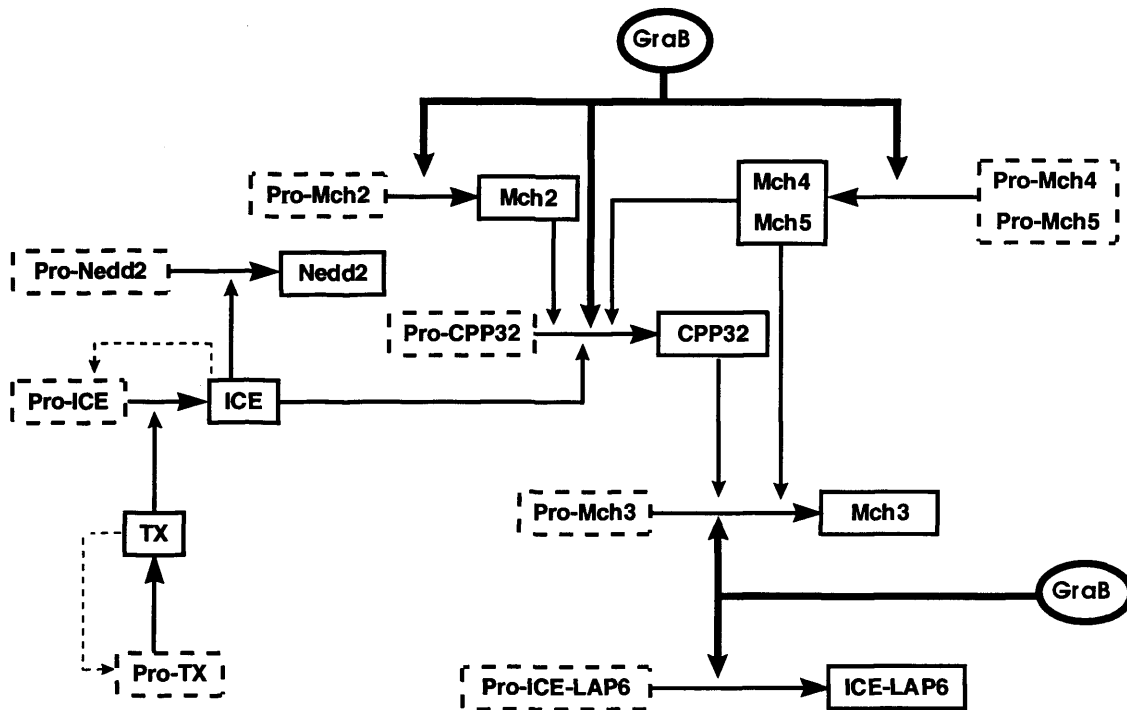 GraB
Pro-Mch2
Mch2
Mch4
Mch5
Pro-Mch4
Pro-Mch5
Pro-Nedd2
Nedd2
Pro-CPP32
CPP32
Pro-ICE
ICE
Pro-Mch3
Mch3
TX
GraB
Pro-TX
Pro-ICE-LAP6
ICE-LAP6